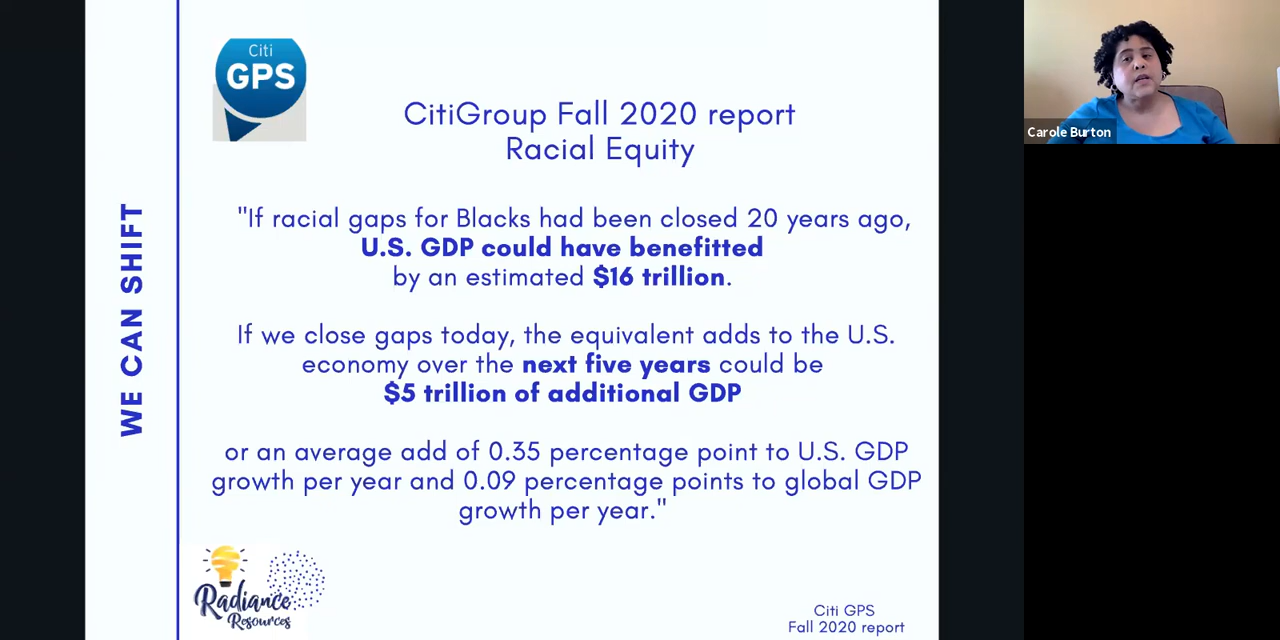 Citi
GPS
CitiGroup Fall 2020 report
Racial Equity
WE CAN SHIFT
"If racial gaps for Blacks had been closed 20 years ago,
U.S. GDP could have benefitted
by an estimated $16 trillion.
If we close gaps today, the equivalent adds to the U.S.
economy over the next five years could be
$5 trillion of additional GDP
or an average add of 0.35 percentage point to U.S. GDP
growth per year and 0.09 percentage points to global GDP
growth per year."
Radiance
Resources
Citi GPS
Fall 2020 report
Carole Burton